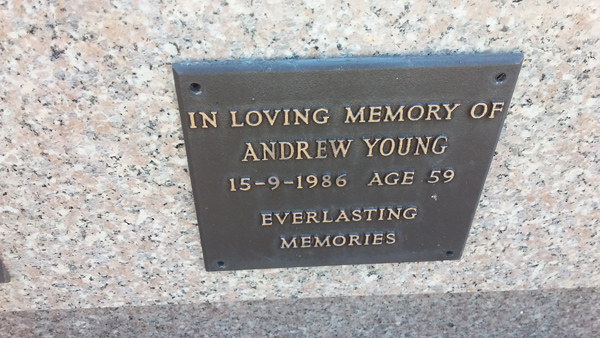 IN LOVING MEMORY OF
ANDREW YOUNG
15-9-1986 AGE 59
EVERLASTING
MEMORIES